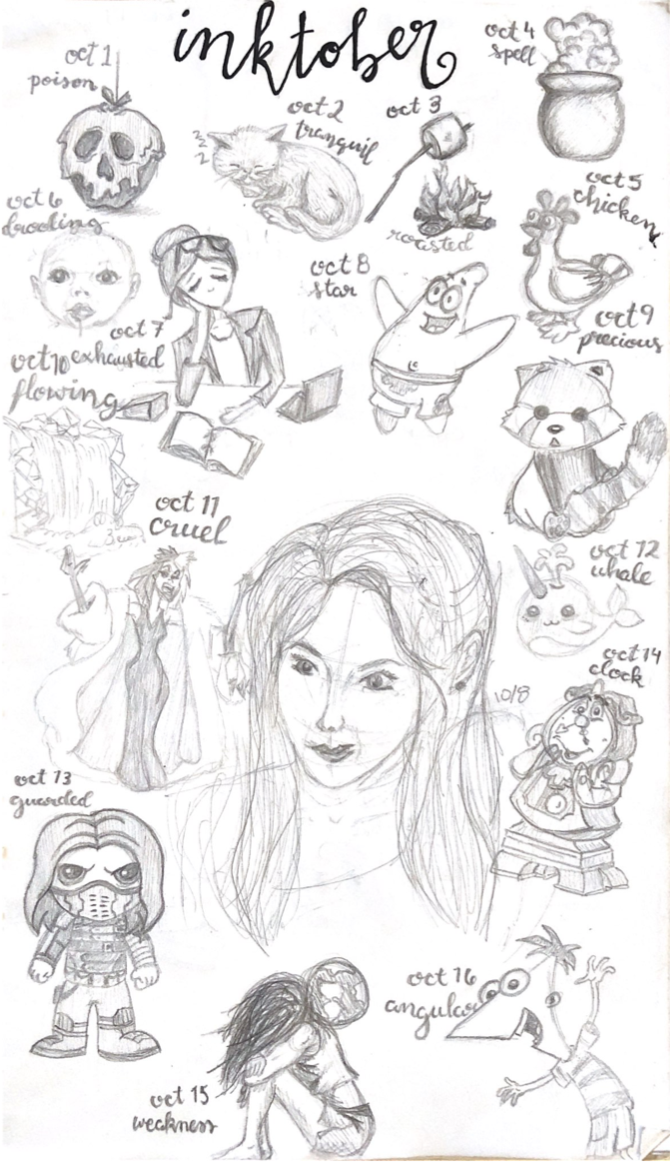 inktober
oct 1
poison
oct 2
tranquil
oct 3
roasted
oct 4
spell
oct 5
chicken
oct 6
drooling
oct 7
exhausted
oct 8
star
oct 9
precious
oct 10
flowing
oct 11
cruel
oct 12
whale
oct 13
guarded
oct 14
clock
10/8
oct 15
weakness
oct 16
angular
zzz